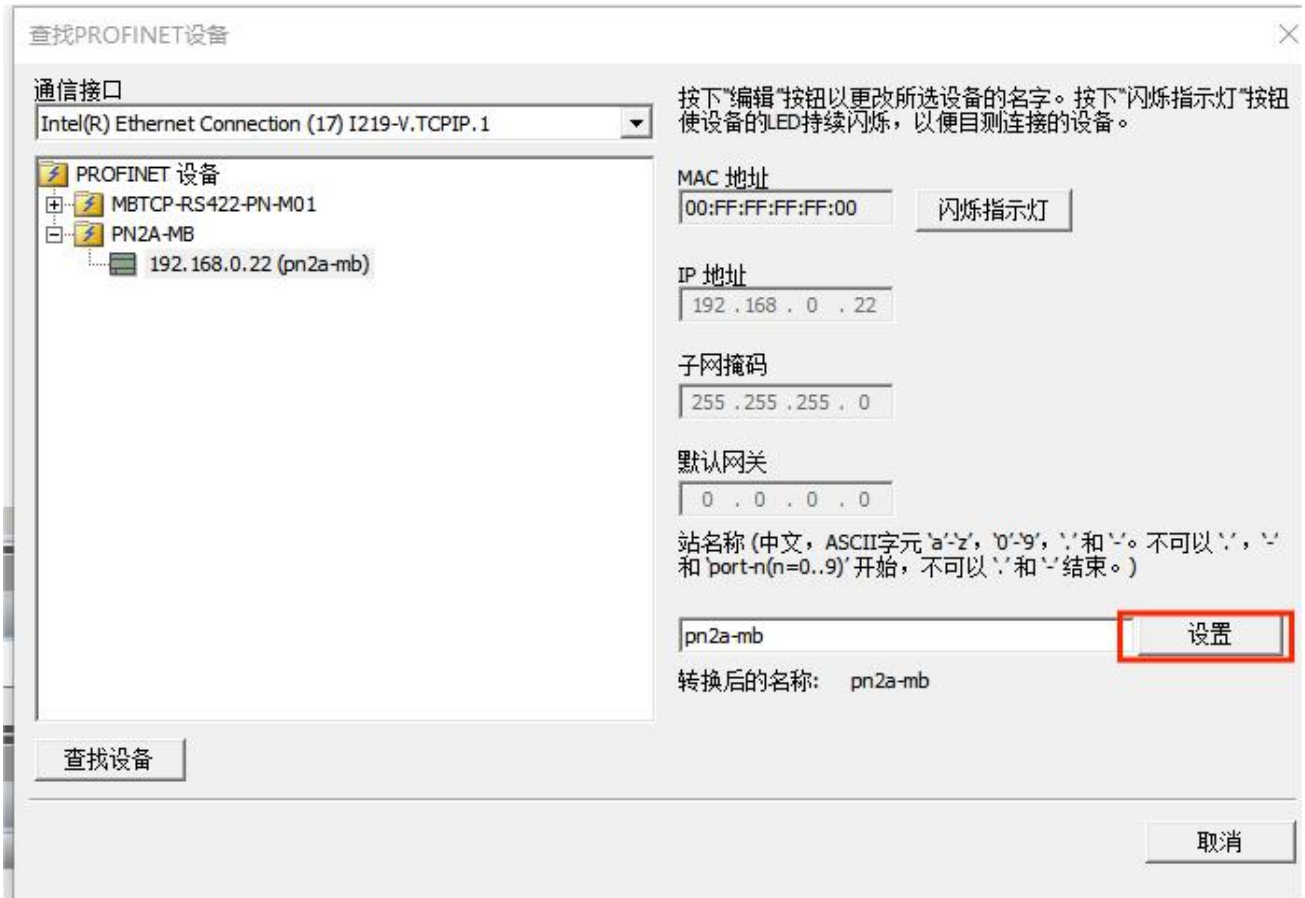 查找PROFINET设备
通信接口
Intel(R) Ethernet Connection (17) I219-V.TCPIP.1
PROFINET 设备
MBTCP-RS422-PN-M01
PN2A-MB
192.168.0.22 (pn2a-mb)
查找设备
按下"编辑"按钮以更改所选设备的名字。按下"闪烁指示灯"按钮
使设备的LED持续闪烁，以便目测连接的设备。
MAC 地址
00:FF:FF:FF:FF:00
闪烁指示灯
IP 地址
192 . 168 . 0 . 22
子网掩码
255 . 255 . 255 . 0
默认网关
0 . 0 . 0 . 0
站名称 (中文，ASCII字元 'a'-'z'，'0'-'9'，'.' 和 '-'。不可以 '.'，'-'
和 'port-n(n=0..9)' 开始，不可以 '.' 和 '-' 结束。)
pn2a-mb
设置
转换后的名称: pn2a-mb
取消